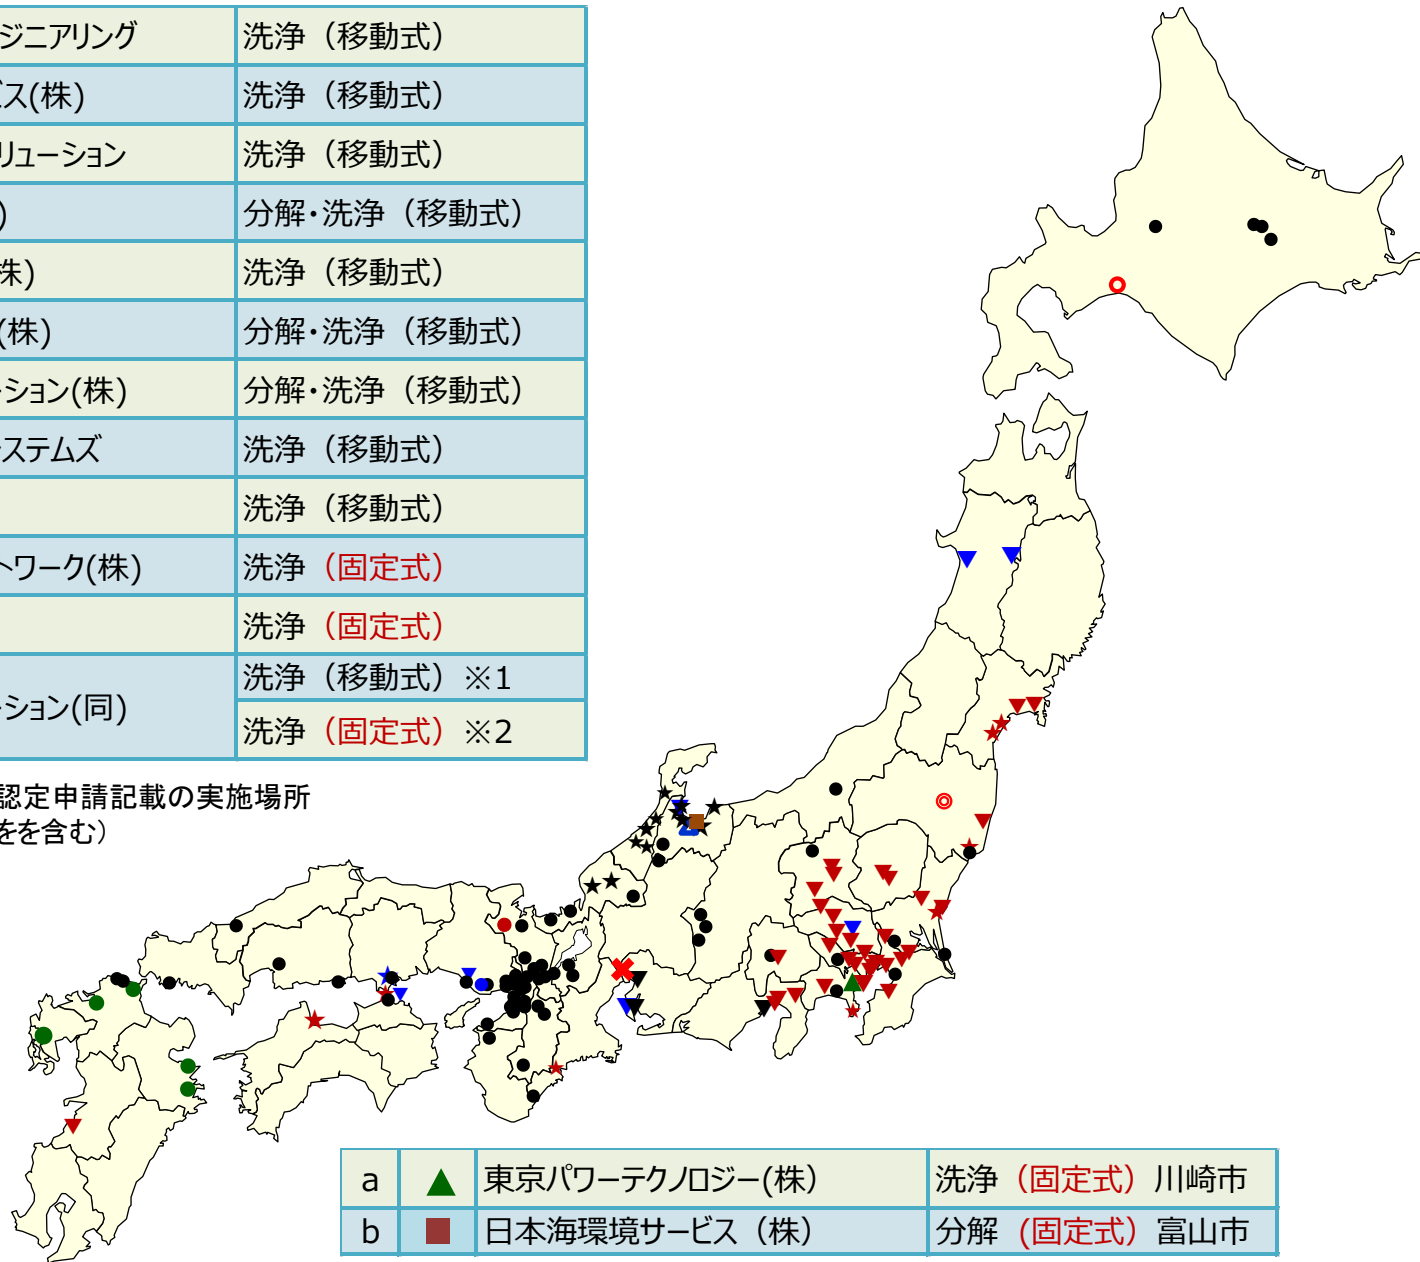 ジニアリング 洗浄（移動式）
ビス(株) 洗浄（移動式）
リューション 洗浄（移動式）
) 分解・洗浄（移動式）
株) 洗浄（移動式）
(株) 分解・洗浄（移動式）
ーション(株) 分解・洗浄（移動式）
システムズ 洗浄（移動式）
洗浄（移動式）
トワーク(株) 洗浄（固定式）
洗浄（固定式）
ーション(同) 洗浄（移動式）※1
洗浄（固定式）※2
認定申請記載の実施場所
をを含む）
a ▲ 東京パワーテクノロジー(株) 洗浄（固定式）川崎市
b ■ 日本海環境サービス（株） 分解 (固定式）富山市